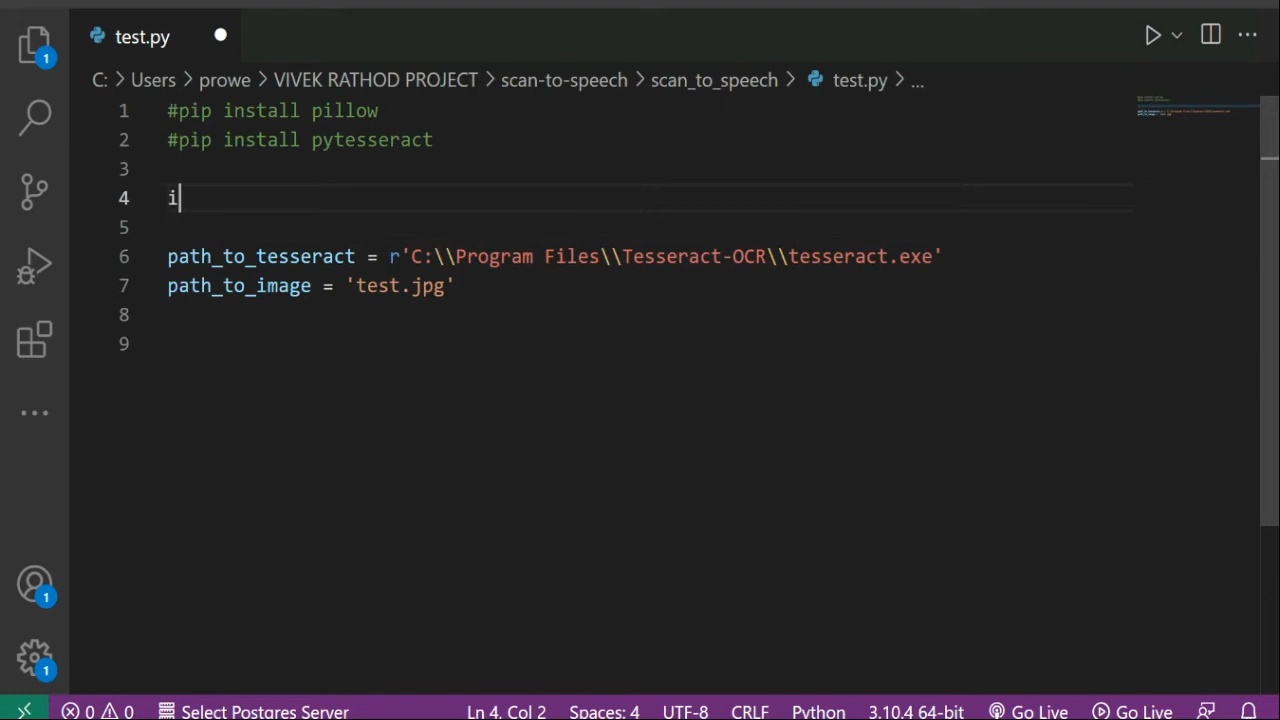 test.py
C: > Users > prowe > VIVEK RATHOD PROJECT > scan-to-speech > scan_to_speech > test.py > ...
1 #pip install pillow
2 #pip install pytesseract
3
4 i
5
6 path_to_tesseract = r'C:\\Program Files\\Tesseract-OCR\\tesseract.exe'
7 path_to_image = 'test.jpg'
8
9
1
1
1
0 0 Select Postgres Server Ln 4, Col 2 Spaces: 4 UTF-8 CRLF Python 3.10.4 64-bit Go Live Go Live